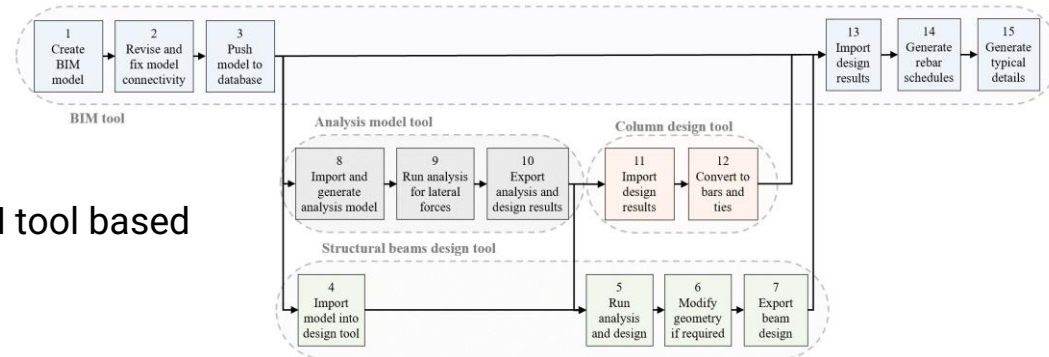 1
Create
BIM
model
2
Revise and
fix model
connectivity
3
Push
model to
database
13
Import
design
results
14
Generate
rebar
schedules
15
Generate
typical
details
BIM tool
Analysis model tool
Column design tool
8
Import and
generate
analysis model
9
Run analysis
for lateral
forces
10
Export
analysis and
design results
11
Import
design
results
12
Convert to
bars and
ties
tool based
Structural beams design tool
4
Import
model into
design tool
5
Run
analysis
and design
6
Modify
geometry
if required
7
Export
beam
design